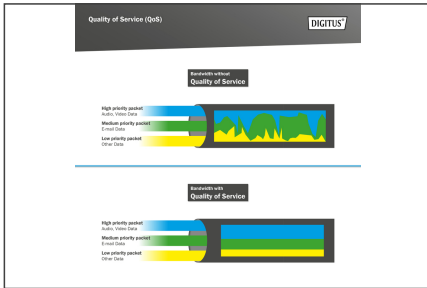 Quality of Service (QoS)
DIGITUS®
Bandwidth without
Quality of Service
High priority packet
Audio, Video Data
Medium priority packet
E-mail Data
Low priority packet
Other Data
Bandwidth with
Quality of Service
High priority packet
Audio, Video Data
Medium priority packet
E-mail Data
Low priority packet
Other Data